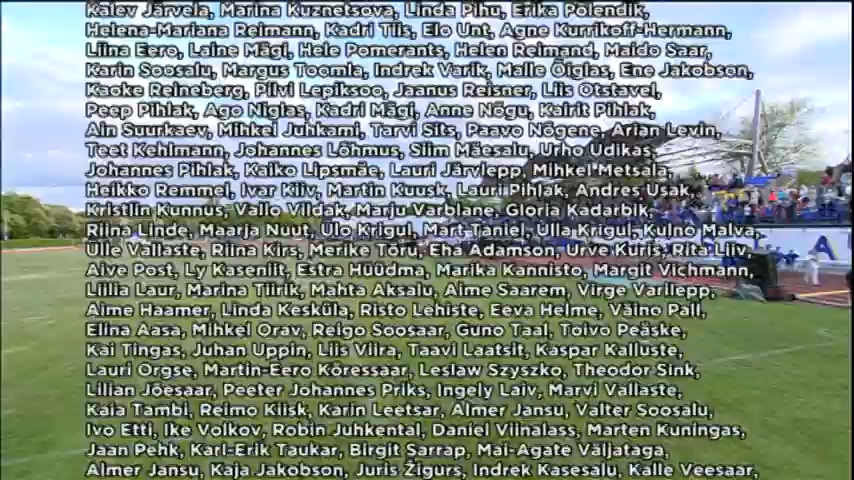 Kalev Järvela, Marina Kuznetsova, Linda Pihu, Erika Polendik,
Helena-Mariana Reimann, Kadri Tiis, Elo Unt, Agne Kurrikoff-Hermann,
Liina Eero, Laine Mägi, Hele Pomerants, Helen Reimand, Maido Saar,
Karin Soosalu, Margus Toomla, Indrek Varik, Malle Õiglas, Ene Jakobson,
Kaoke Reineberg, Pilvi Lepiksoo, Jaanus Reisner, Liis Otstavel,
Peep Pihlak, Ago Niglas, Kadri Mägi, Anne Nõgu, Kairit Pihlak,
Ain Suurkaev, Mihkel Juhkami, Tarvi Sits, Paavo Nõgene, Arian Levin,
Teet Kehlmann, Johannes Lõhmus, Siim Mäesalu, Urho Udikas,
Johannes Pihlak, Kaiko Lipsmäe, Lauri Järvlepp, Mihkel Metsala,
Heikko Remmel, Ivar Kiiv, Martin Kuusk, Lauri Pihlak, Andres Usak
Kristiin Kunnus, Vallo Viidak, Marju Varblane, Gloria Kadarbik,
Riina Linde, Maarja Nuut, Ülo Krigul, Mart Taniel, Ülla Krigul, Kulno Malva,
Ülle Vallaste, Riina Kirs, Merike Tõru, Eha Adamson, Urve Kuris, Rita Liiv,
Aive Post, Ly Kaseniit, Estra Hüüdma, Marika Kannisto, Margit Vichmann,
Liilia Laur, Marina Tiirik, Mahta Aksalu, Aime Saarem, Virge Varilepp,
Aime Haamer, Linda Kesküla, Risto Lehiste, Eeva Helme, Väino Pall,
Elina Aasa, Mihkel Orav, Reigo Soosaar, Guno Taal, Toivo Peäske,
Kai Tingas, Juhan Uppin, Liis Viira, Taavi Laatsit, Kaspar Kalluste,
Lauri Orgse, Martin-Eero Kõressaar, Leslaw Szyszko, Theodor Sink,
Lilian Jõesaar, Peeter Johannes Priks, Ingely Laiv, Marvi Vallaste,
Kaia Tambi, Reimo Kiisk, Karin Leetsar, Almer Jansu, Valter Soosalu,
Ivo Etti, Ike Volkov, Robin Juhkental, Daniel Viinalass, Marten Kuningas,
Jaan Pehk, Karl-Erik Taukar, Birgit Sarrap, Mai-Agate Väljataga,
Almer Jansu, Kaja Jakobson, Juris Žigurs, Indrek Kasesalu, Kalle Veesaar,